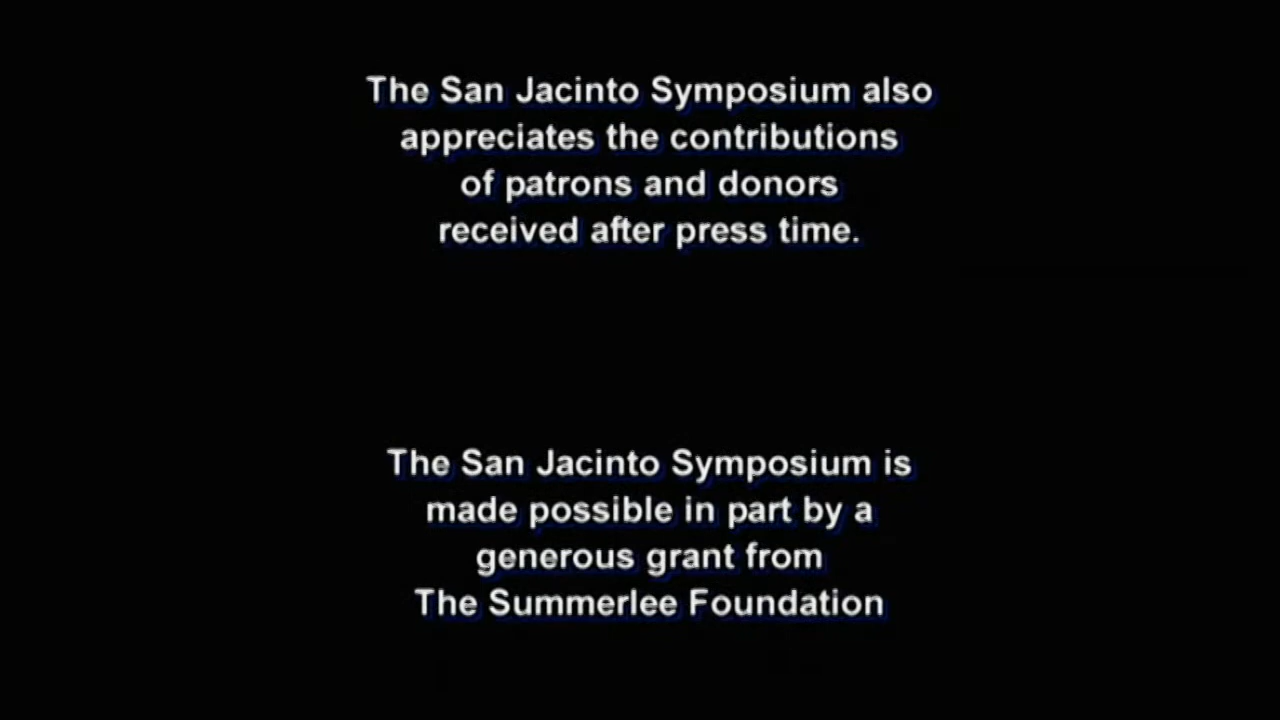 The San Jacinto Symposium also
appreciates the contributions
of patrons and donors
received after press time.
The San Jacinto Symposium is
made possible in part by a
generous grant from
The Summerlee Foundation